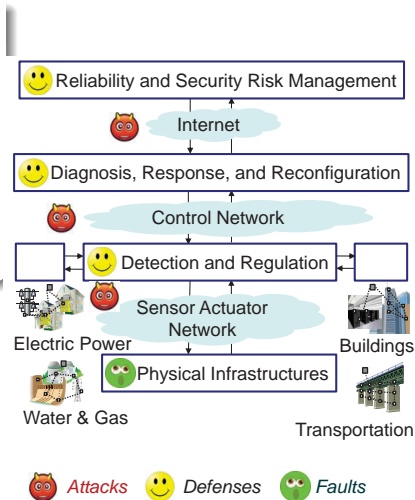 Reliability and Security Risk Management
Internet
Diagnosis, Response, and Reconfiguration
Control Network
Detection and Regulation
Sensor Actuator
Network
Electric Power
Buildings
Physical Infrastructures
Water & Gas
Transportation
Attacks
Defenses
Faults